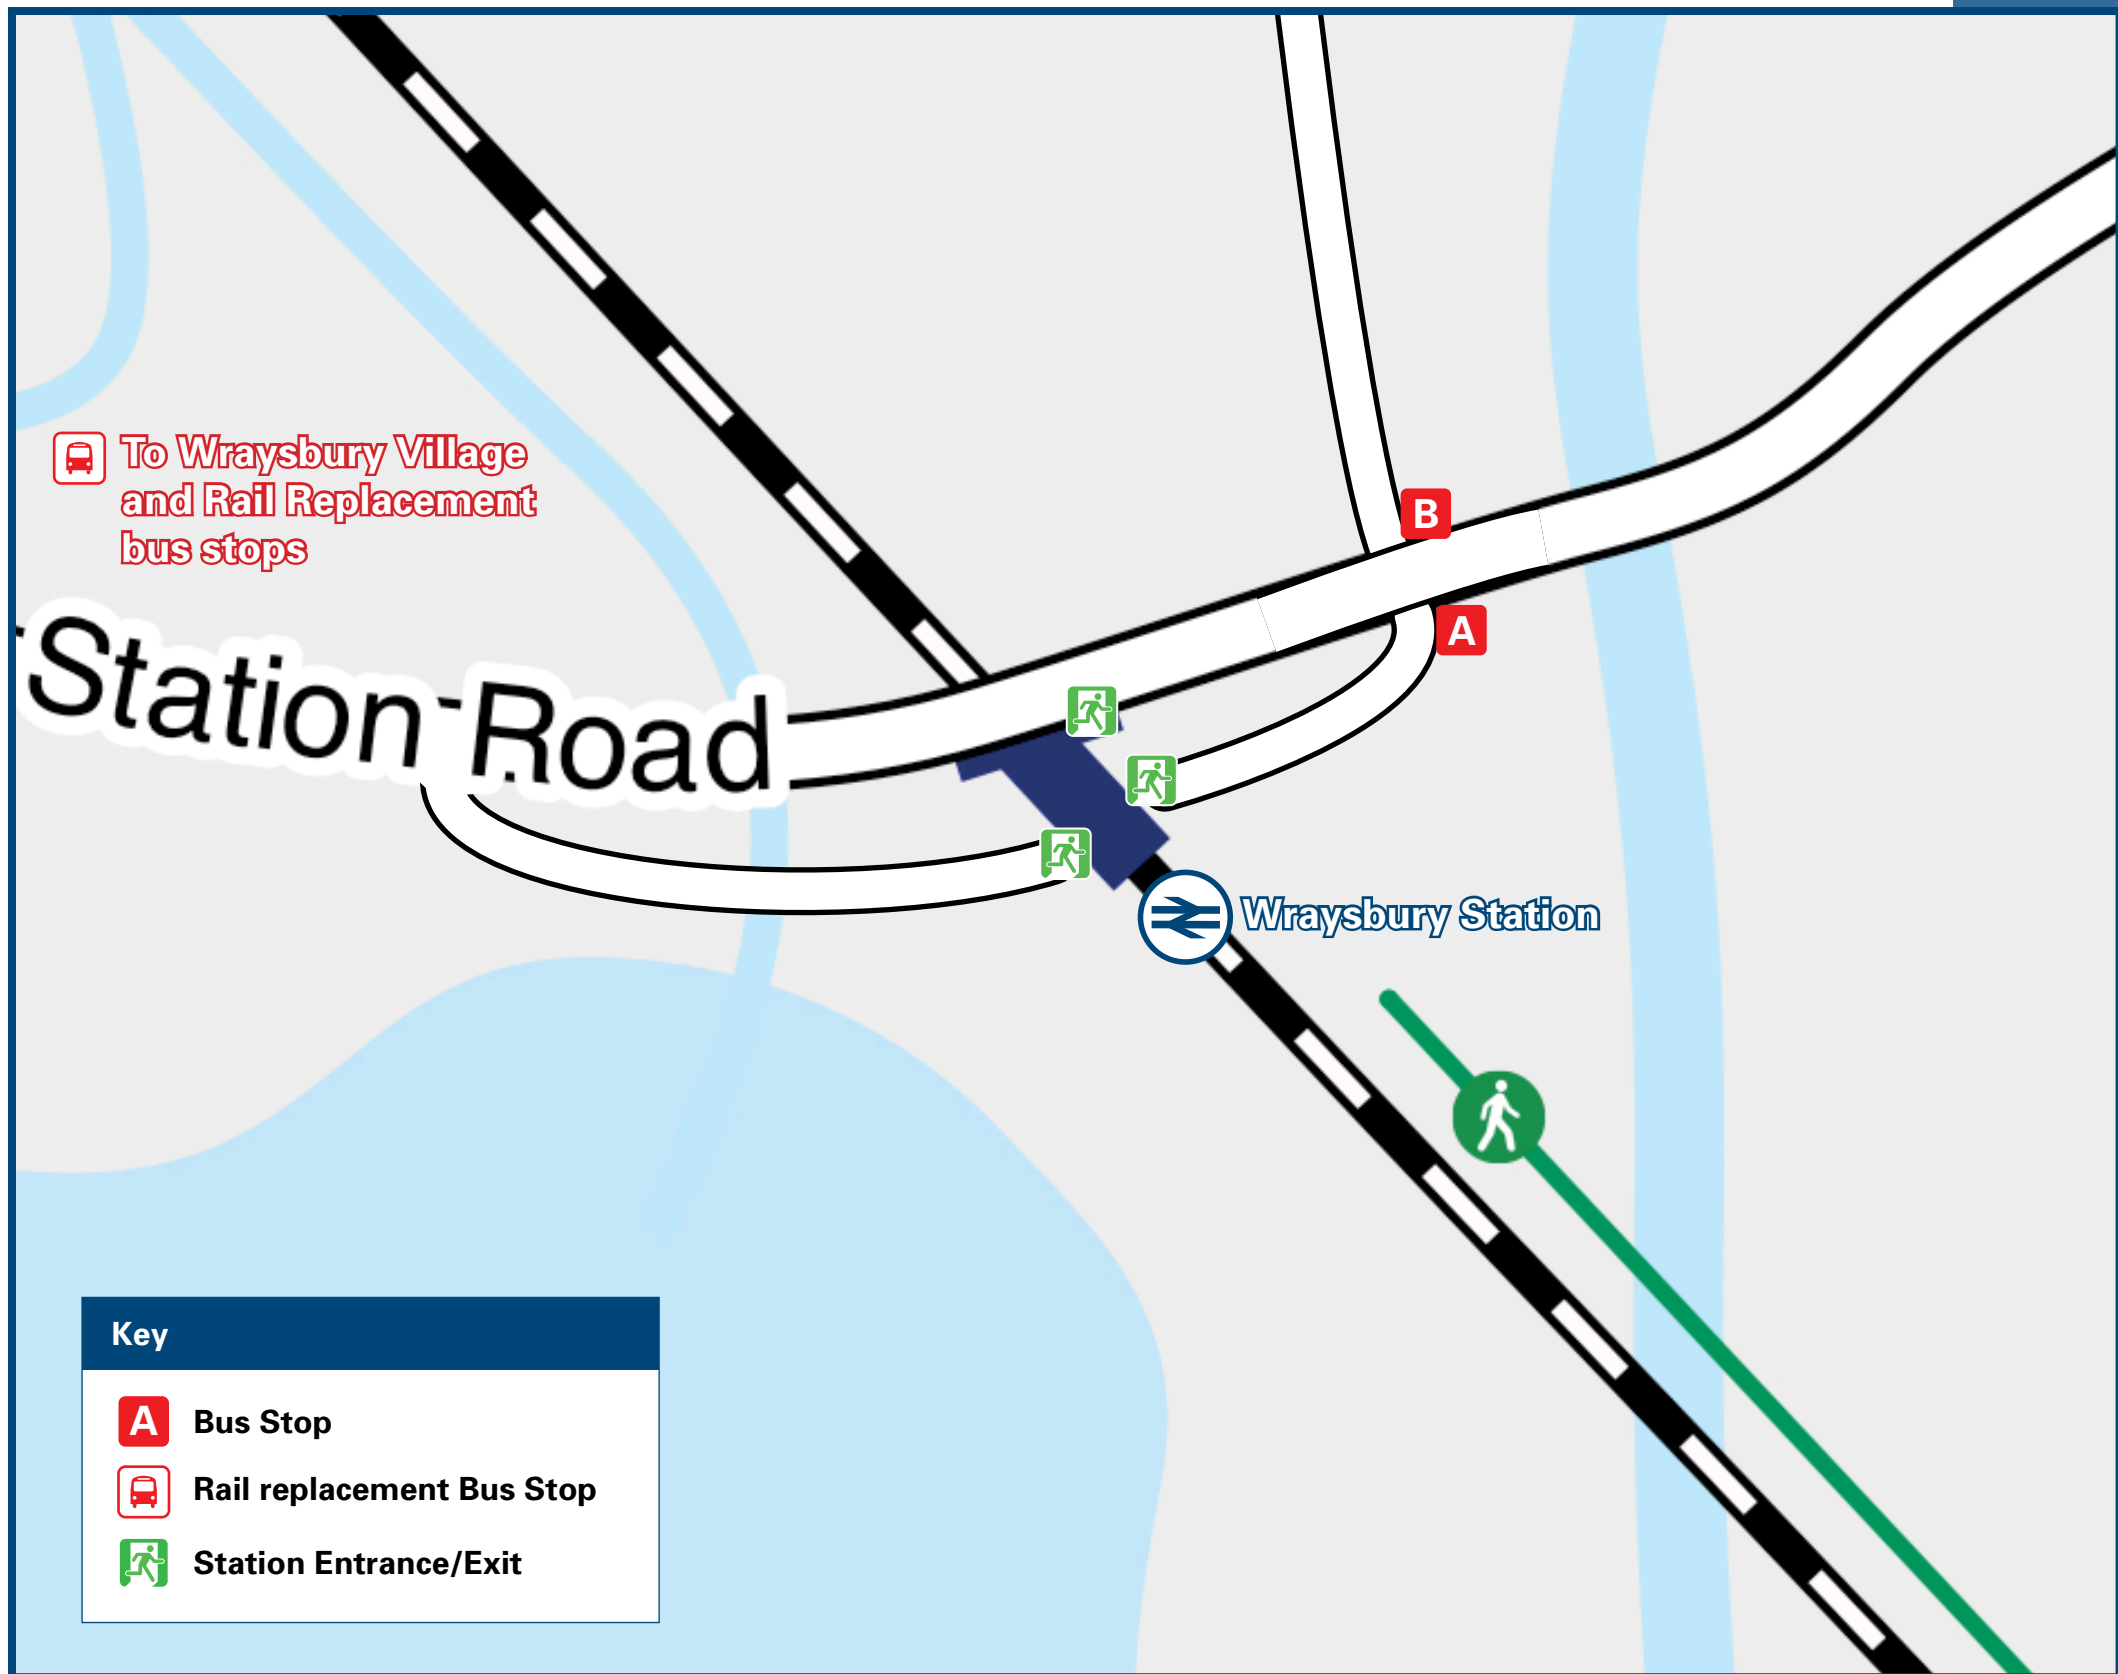 To Wraysbury Village
and Rail Replacement
bus stops
B
A
Station Road
Wraysbury Station
Key
A Bus Stop
Rail replacement Bus Stop
Station Entrance/Exit